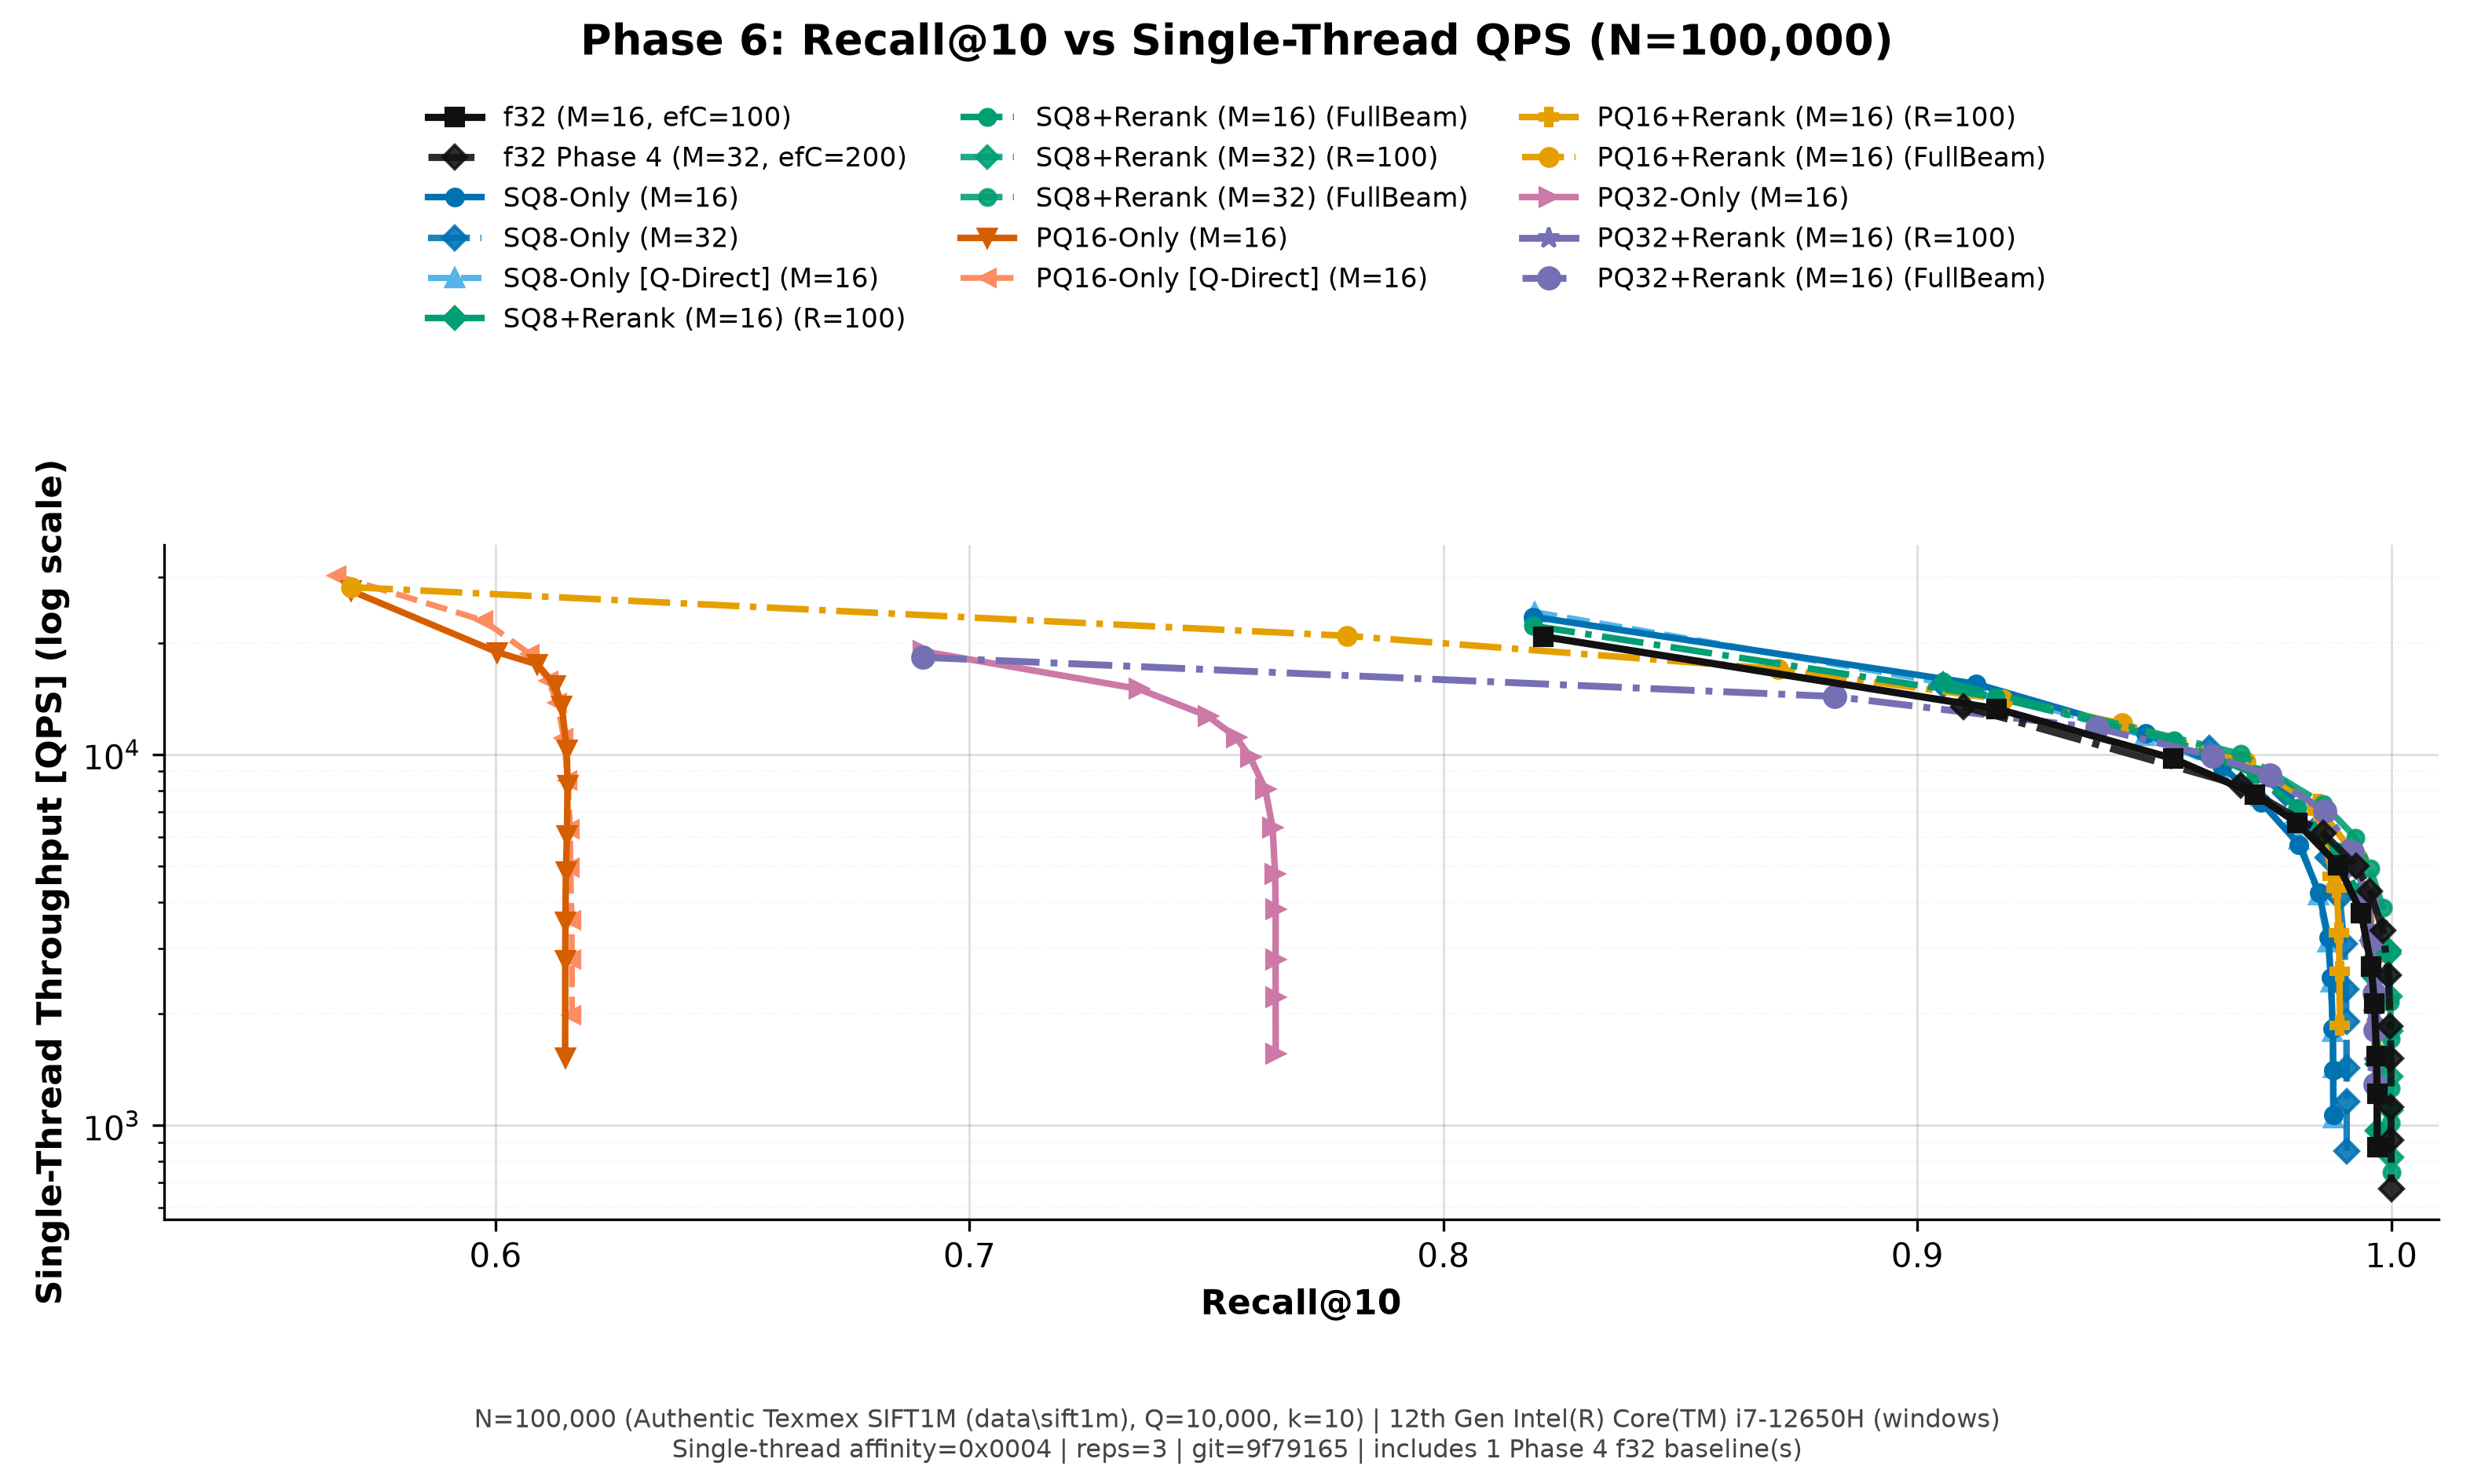 Phase 6: Recall@10 vs Single-Thread QPS (N=100,000)
f32 (M=16, efC=100)
f32 Phase 4 (M=32, efC=200)
SQ8-Only (M=16)
SQ8-Only (M=32)
SQ8-Only [Q-Direct] (M=16)
SQ8+Rerank (M=16) (R=100)
SQ8+Rerank (M=16) (FullBeam)
SQ8+Rerank (M=32) (R=100)
SQ8+Rerank (M=32) (FullBeam)
PQ16-Only (M=16)
PQ16-Only [Q-Direct] (M=16)
PQ16+Rerank (M=16) (R=100)
PQ16+Rerank (M=16) (FullBeam)
PQ32-Only (M=16)
PQ32+Rerank (M=16) (R=100)
PQ32+Rerank (M=16) (FullBeam)
Single-Thread Throughput [QPS] (log scale)
10⁴
10³
0.6 0.7 0.8 0.9 1.0
Recall@10
N=100,000 (Authentic Texmex SIFT1M (data\sift1m), Q=10,000, k=10) | 12th Gen Intel(R) Core(TM) i7-12650H (windows)
Single-thread affinity=0x0004 | reps=3 | git=9f79165 | includes 1 Phase 4 f32 baseline(s)